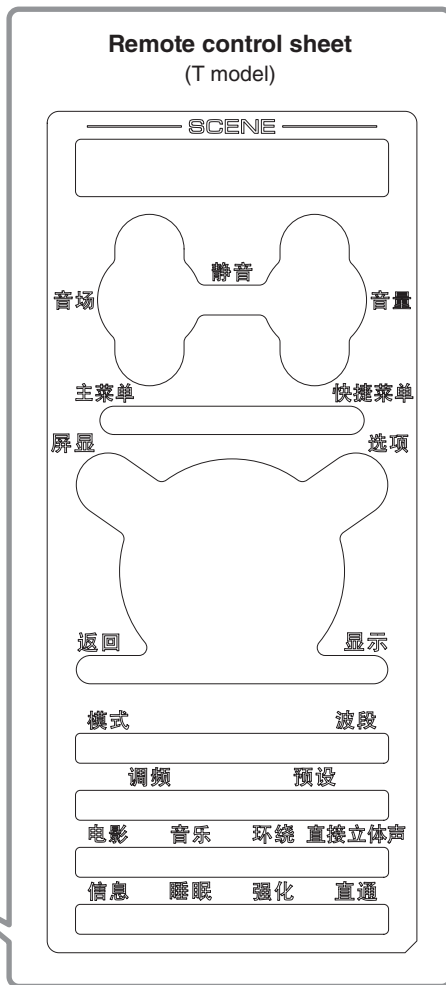 Remote control sheet
(T model)
SCENE
静音
音场 音量
主菜单 快捷菜单
屏显 选项
返回 显示
模式 波段
调频 预设
电影 音乐 环绕 直接立体声
信息 睡眠 强化 直通